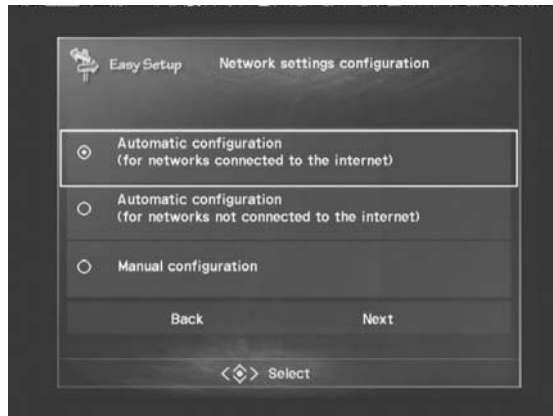 Easy Setup Network settings configuration
Automatic configuration
(for networks connected to the internet)
Automatic configuration
(for networks not connected to the internet)
Manual configuration
Back Next
Select